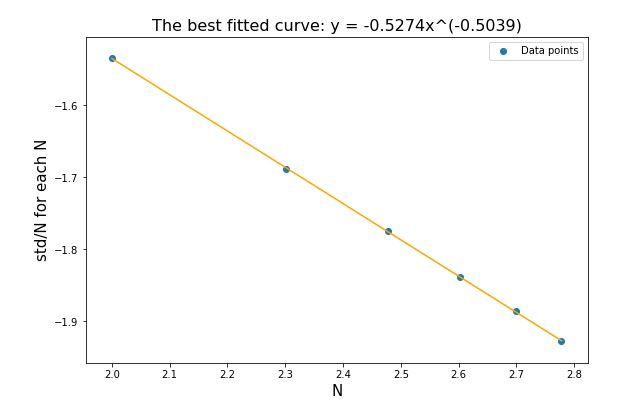 The best fitted curve: y = -0.5274x^(-0.5039)
Data points
−1.6
−1.7
−1.8
−1.9
std/N for each N
2.0 2.1 2.2 2.3 2.4 2.5 2.6 2.7 2.8
N